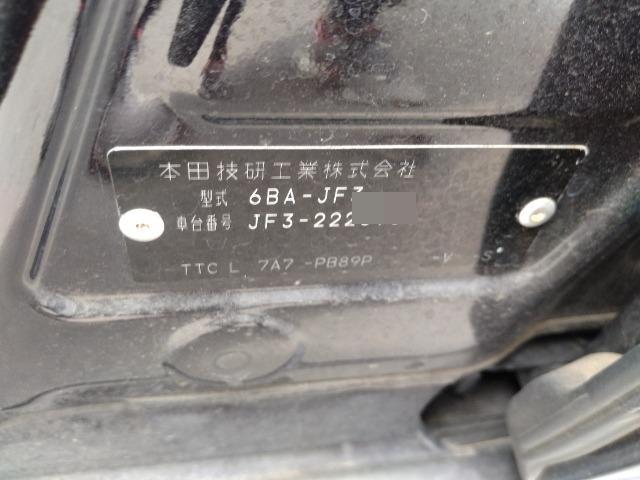 本田技研工業株式会社
型式 6BA-JF3
車台番号 JF3-222
TTC L 7A7 -PB89P -V S